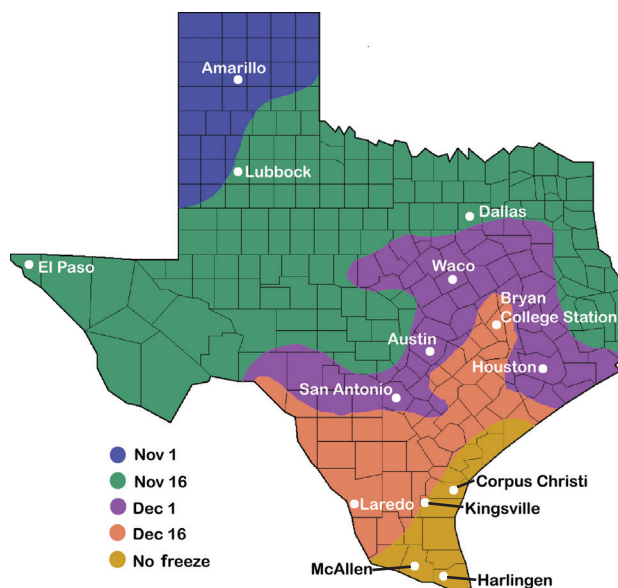 Amarillo
Lubbock
Dallas
El Paso
Waco
Bryan
College Station
Austin
Houston
San Antonio
Nov 1
Nov 16
Dec 1
Dec 16
No freeze
Corpus Christi
Laredo
Kingsville
McAllen
Harlingen